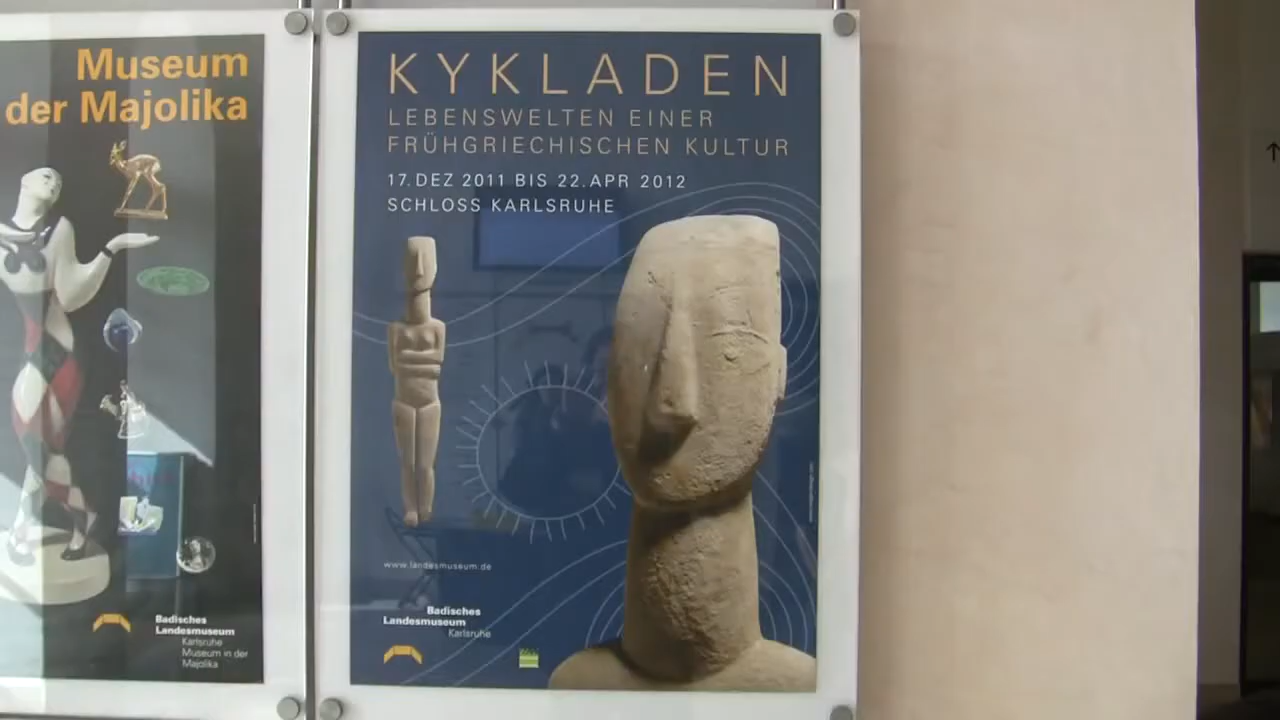 Museum
der Majolika
Badisches
Landesmuseum
Karlsruhe
Museum in der
Majolika
KYKLADEN
LEBENSWELTEN EINER
FRÜHGRIECHISCHEN KULTUR
17. DEZ 2011 BIS 22. APR 2012
SCHLOSS KARLSRUHE
www.landesmuseum.de
Badisches
Landesmuseum
Karlsruhe